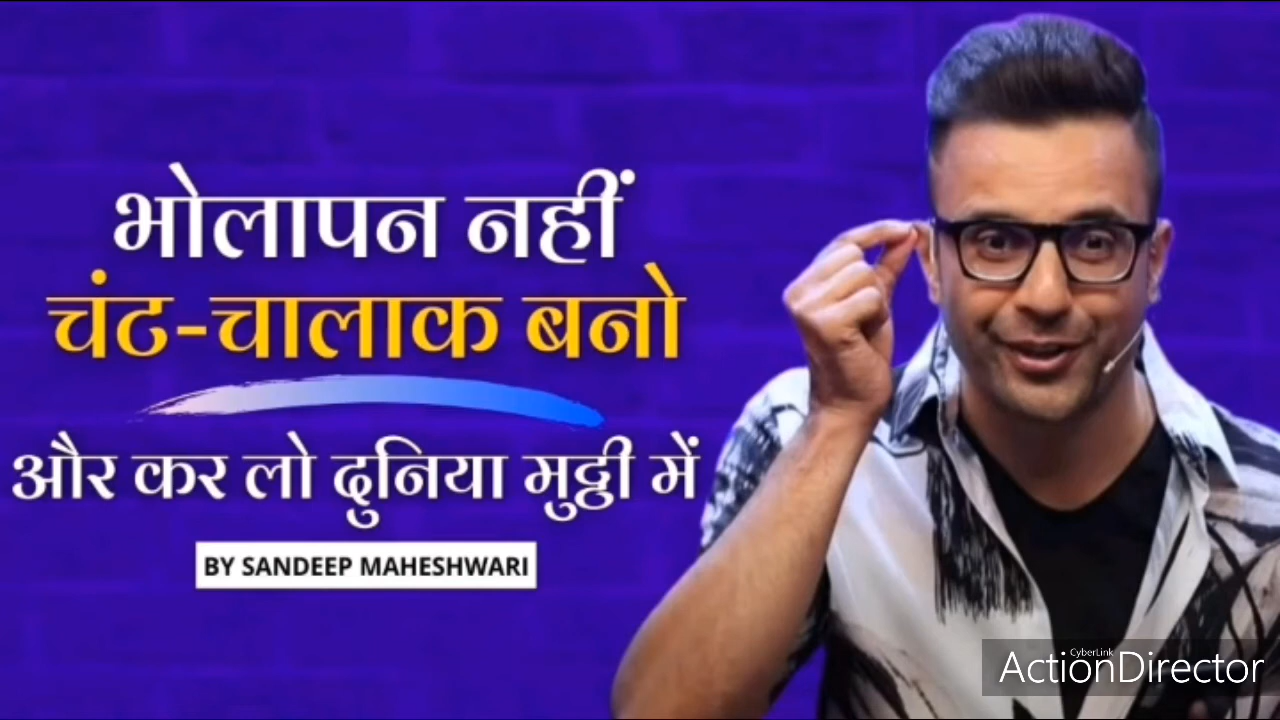 भोलापन नहीं
चंट-चालाक बनो
और कर लो दुनिया मुट्ठी में
BY SANDEEP MAHESHWARI
CyberLink
ActionDirector